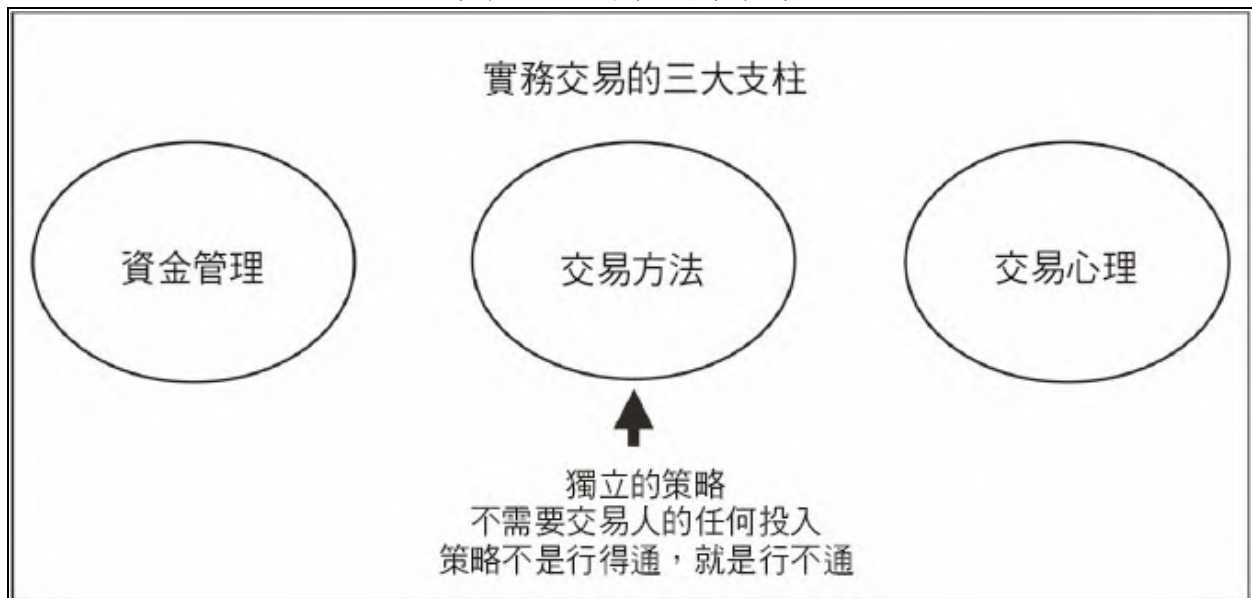 實務交易的三大支柱
資金管理
交易方法
交易心理
獨立的策略
不需要交易人的任何投入
策略不是行得通，就是行不通